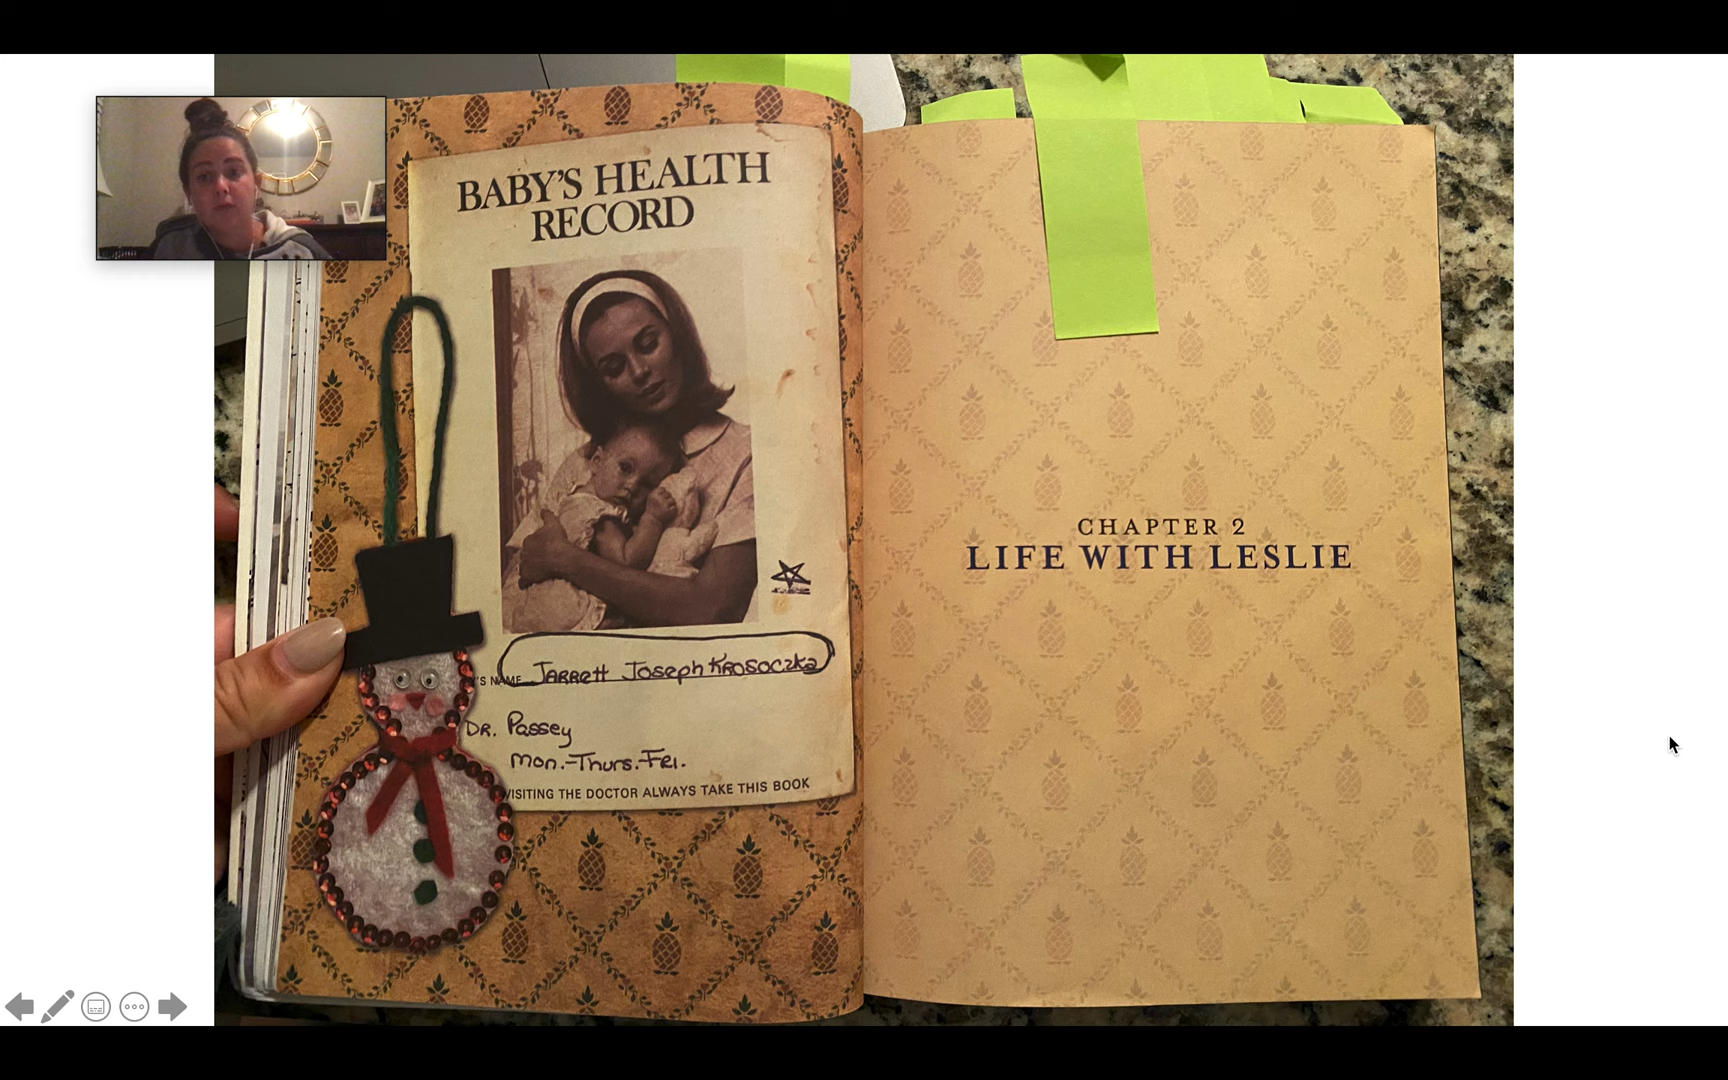 BABY'S HEALTH
RECORD
'S NAME Jarrett Joseph Krosoczka
Dr. Passey
Mon.-Thurs.-Fri.
VISITING THE DOCTOR ALWAYS TAKE THIS BOOK
CHAPTER 2
LIFE WITH LESLIE